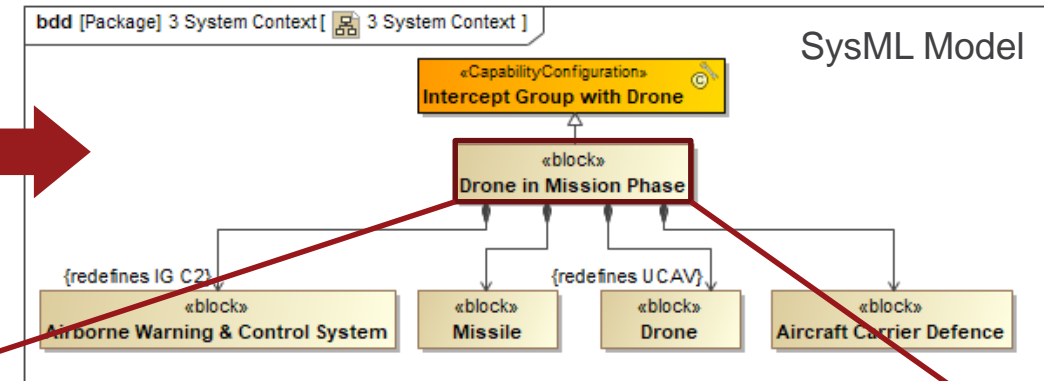 bdd [Package] 3 System Context [ 3 System Context ]
SysML Model
«CapabilityConfiguration»
Intercept Group with Drone
©
«block»
Drone in Mission Phase
{redefines IG C2}
{redefines UCAV}
«block»
Airborne Warning & Control System
«block»
Missile
«block»
Drone
«block»
Aircraft Carrier Defence